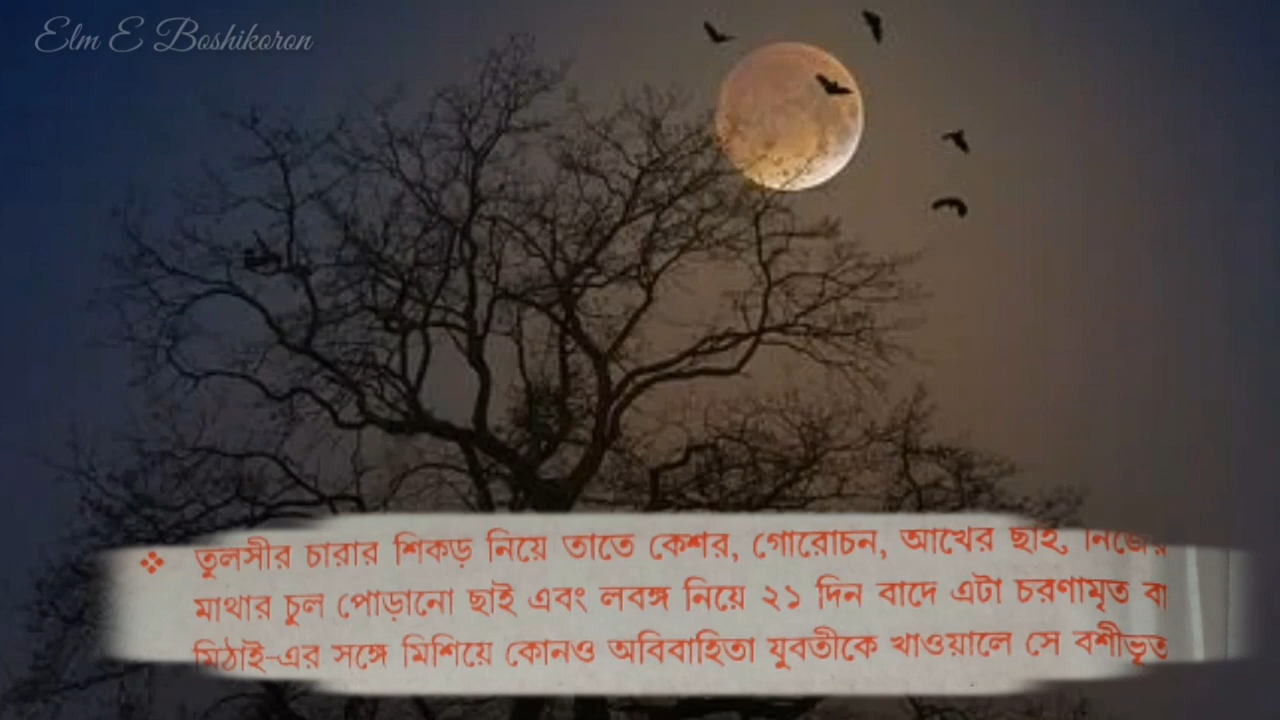 Elm E Boshikoron
❖ তুলসীর চারার শিকড় নিয়ে তাতে কেশর, গোরোচন, আখের ছাই, নিজের
মাথার চুল পোড়ানো ছাই এবং লবঙ্গ নিয়ে ২১ দিন বাদে এটা চরণামৃত বা
মিঠাই-এর সঙ্গে মিশিয়ে কোনও অবিবাহিতা যুবতীকে খাওয়ালে সে বশীভূত